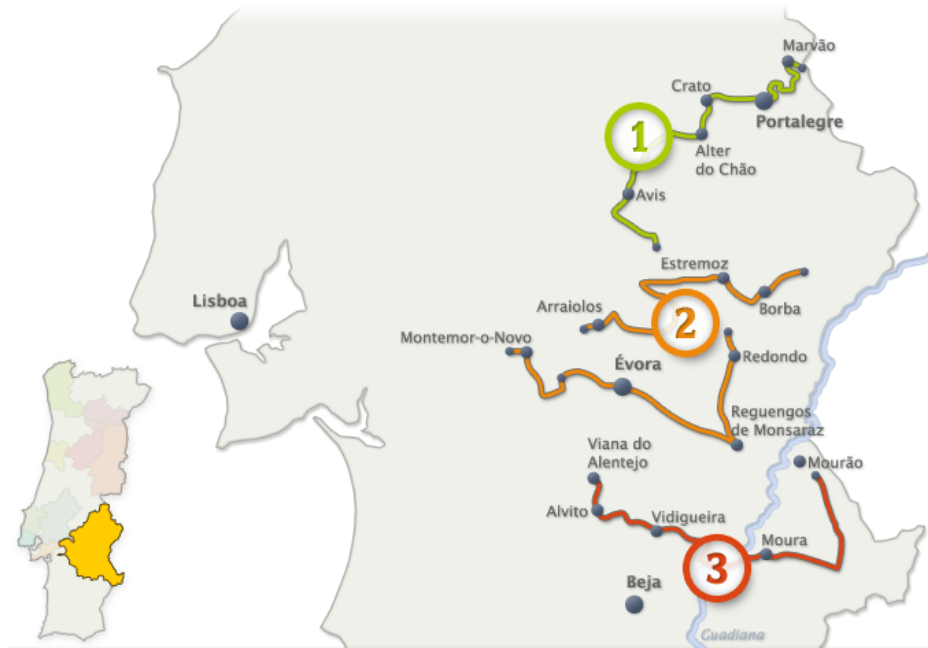 Marvão
Crato
Portalegre
1
Alter
do Chão
Avis
Estremoz
Lisboa
Arraiolos
2
Borba
Montemor-o-Novo
Évora
Redondo
Reguengos
de Monsaraz
Viana do
Alentejo
Mourão
Alvito
Vidigueira
Moura
3
Beja
Guadiana